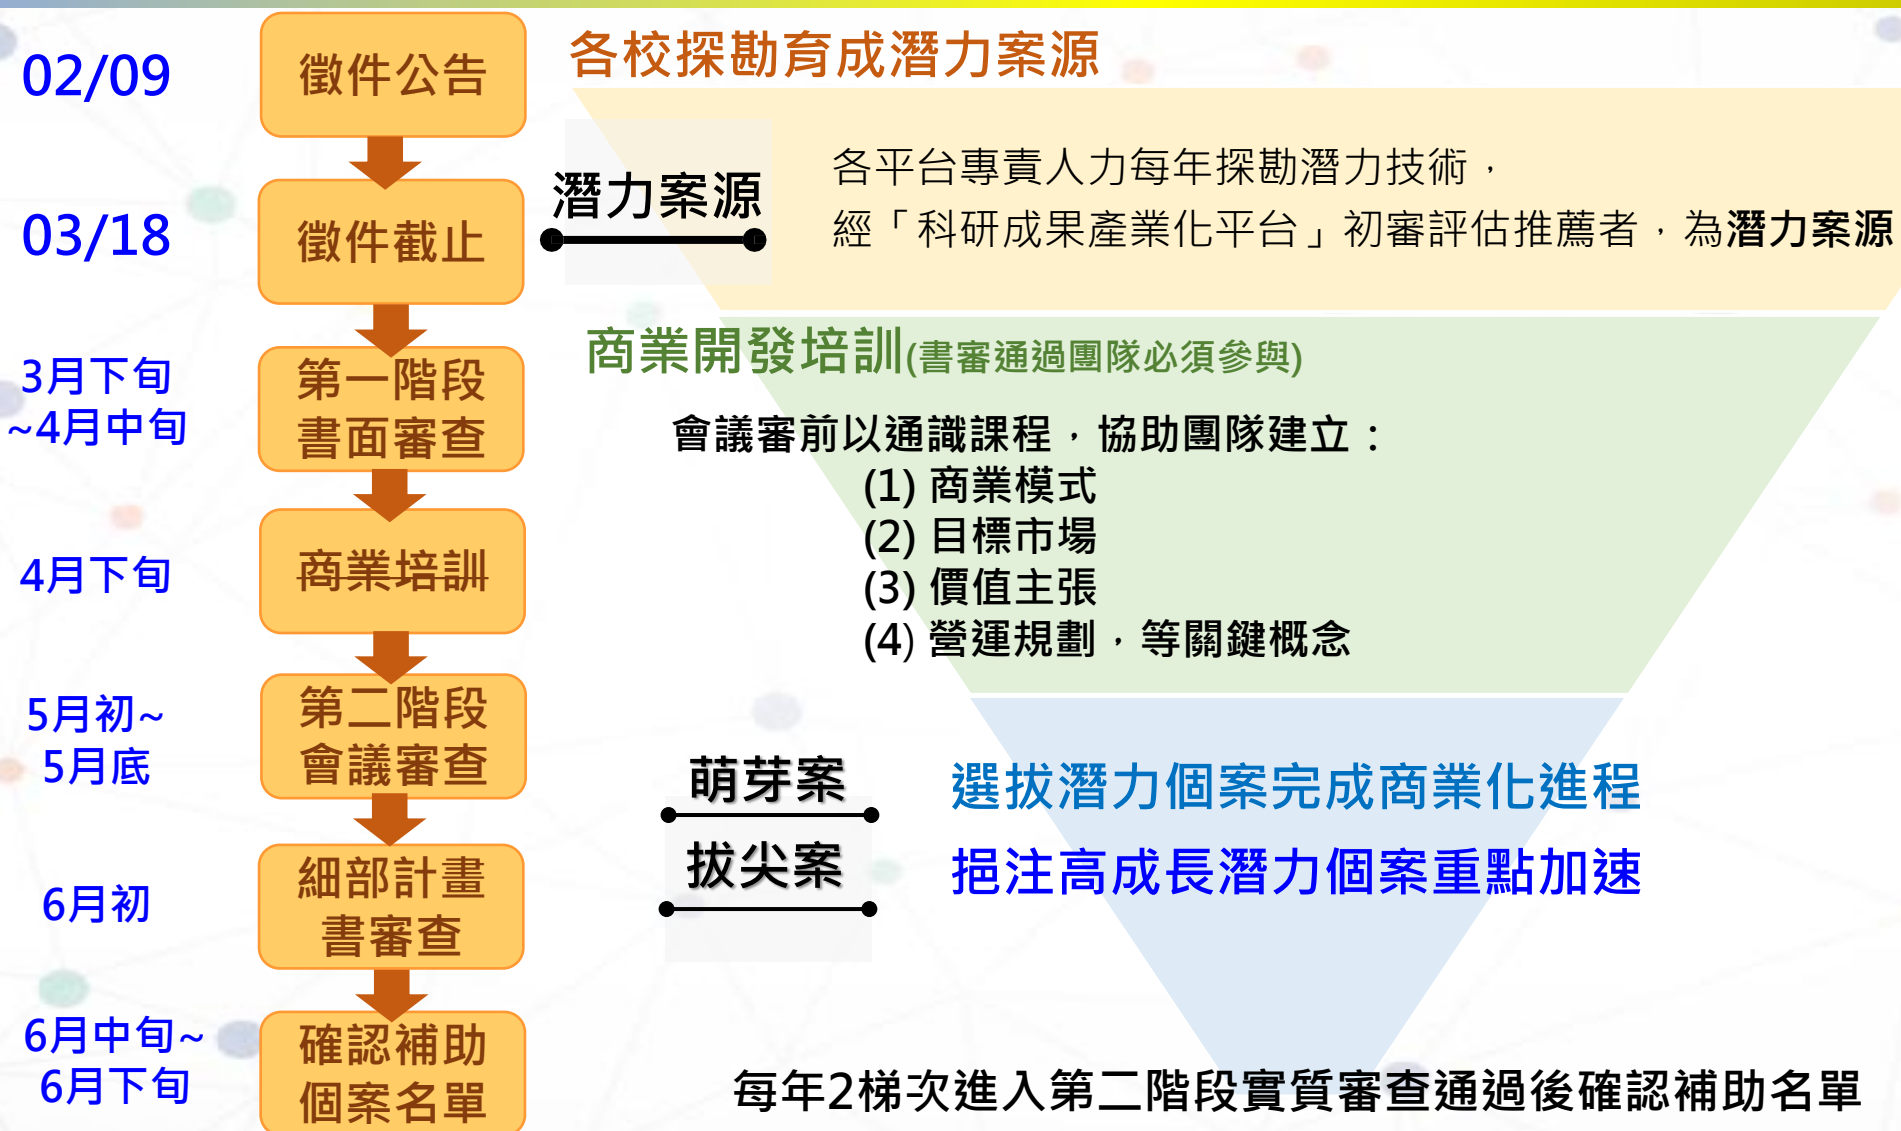 02/09
徵件公告
03/18
徵件截止
3月下旬
~4月中旬
第一階段
書面審查
4月下旬
商業培訓
5月初~
5月底
第二階段
會議審查
6月初
細部計畫
書審查
6月中旬~
6月下旬
確認補助
個案名單
各校探勘育成潛力案源
潛力案源
各平台專責人力每年探勘潛力技術，
經「科研成果產業化平台」初審評估推薦者，為潛力案源
商業開發培訓(書審通過團隊必須參與)
會議審前以通識課程，協助團隊建立：
(1) 商業模式
(2) 目標市場
(3) 價值主張
(4) 營運規劃，等關鍵概念
萌芽案
選拔潛力個案完成商業化進程
拔尖案
挹注高成長潛力個案重點加速
每年2梯次進入第二階段實質審查通過後確認補助名單